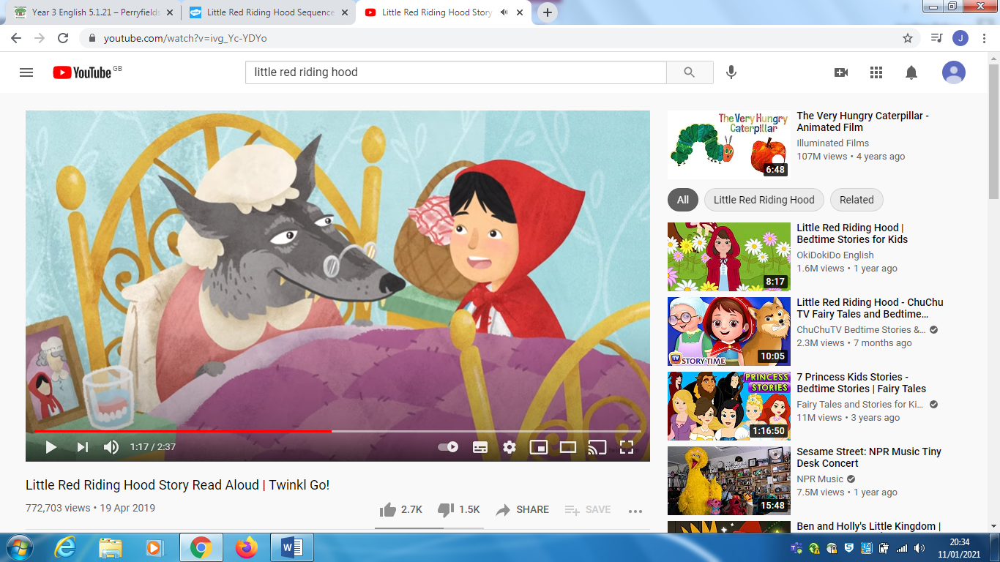 Year 3 English 5.1.21 – Perryfields
Little Red Riding Hood Sequence
Little Red Riding Hood Story
youtube.com/watch?v=ivg_Yc-YDYo
J
YouTube GB
little red riding hood
1:17 / 2:37
Little Red Riding Hood Story Read Aloud | Twinkl Go!
772,703 views • 19 Apr 2019
2.7K
1.5K
SHARE
SAVE
The Very Hungry
Caterpillar
6:48
The Very Hungry Caterpillar -
Animated Film
Illuminated Films
107M views • 4 years ago
All
Little Red Riding Hood
Related
8:17
Little Red Riding Hood |
Bedtime Stories for Kids
OkiDokiDo English
1.6M views • 1 year ago
TV STORY TIME
10:05
Little Red Riding Hood - ChuChu
TV Fairy Tales and Bedtime...
ChuChuTV Bedtime Stories &...
2.3M views • 7 months ago
PRINCESS
STORIES
1:16:50
7 Princess Kids Stories -
Bedtime Stories | Fairy Tales
Fairy Tales and Stories for Ki...
11M views • 3 years ago
15:48
Sesame Street: NPR Music Tiny
Desk Concert
NPR Music
7.5M views • 1 year ago
Ben and Holly's Little Kingdom |
W
20:34
11/01/2021